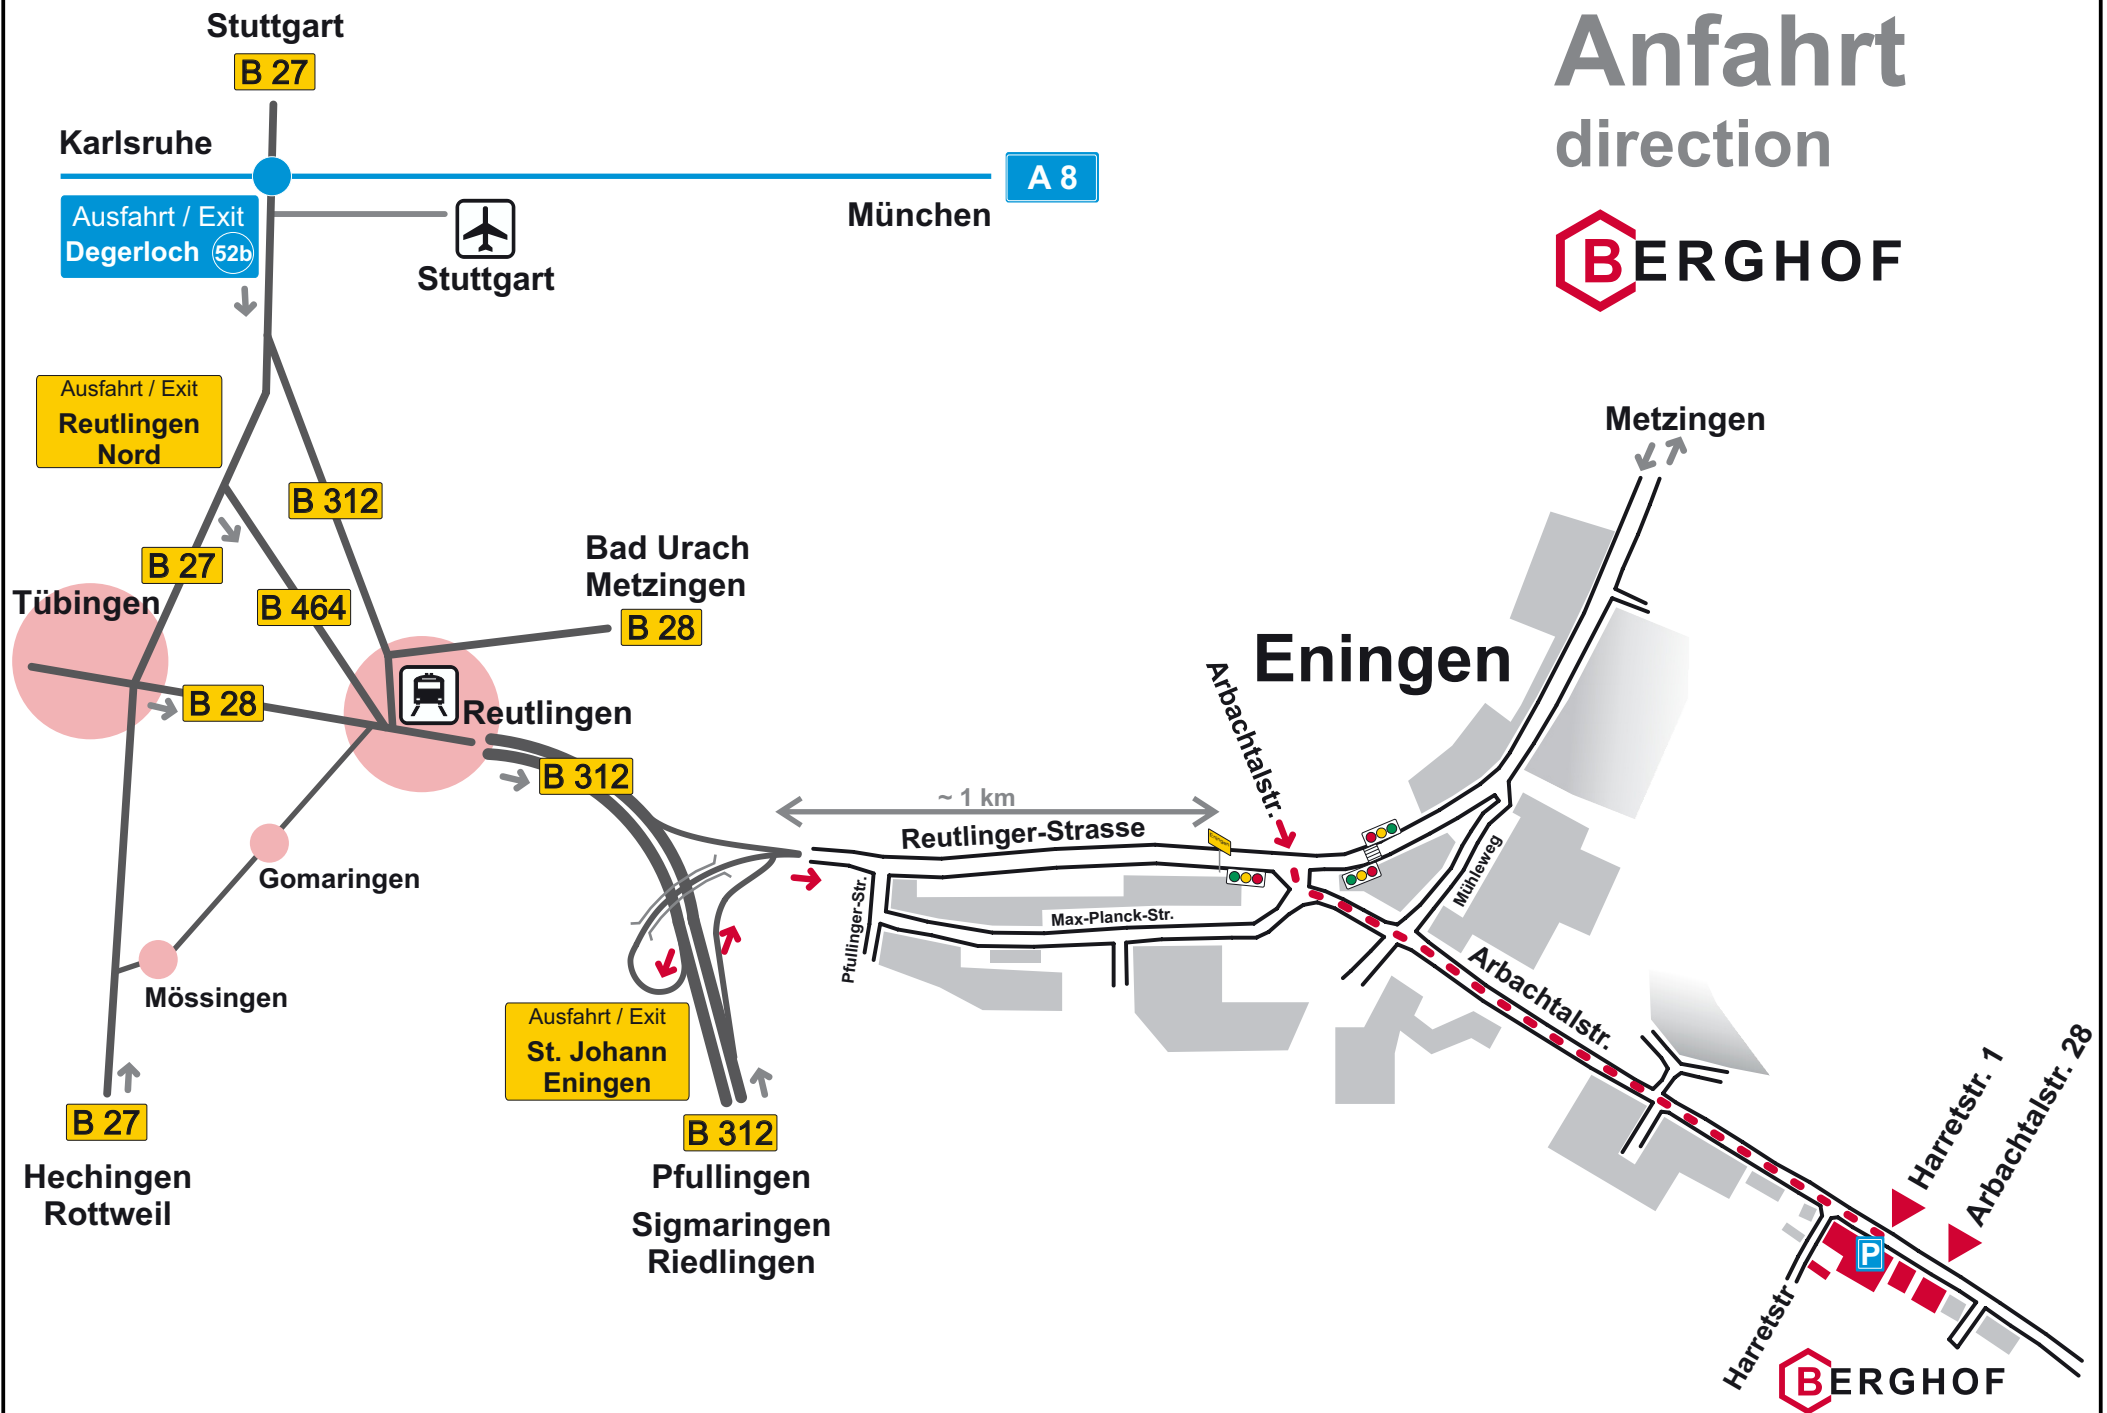 Stuttgart
B 27
Karlsruhe
A 8
München
Ausfahrt / Exit
Degerloch 52b
Stuttgart
Anfahrt
direction
BERGHOF
Ausfahrt / Exit
Reutlingen
Nord
B 312
B 27
B 464
Tübingen
Bad Urach
Metzingen
B 28
B 28
Reutlingen
B 312
Gomaringen
Mössingen
B 27
Hechingen
Rottweil
Ausfahrt / Exit
St. Johann
Eningen
B 312
Pfullingen
Sigmaringen
Riedlingen
Metzingen
Eningen
Arbachtalstr.
~ 1 km
Reutlinger-Strasse
Eningen
Pfullinger-Str.
Max-Planck-Str.
Mühleweg
Arbachtalstr.
Harretstr. 1
Arbachtalstr. 28
P
Harretstr
BERGHOF